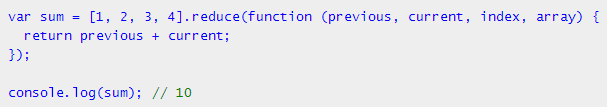 var sum = [1, 2, 3, 4].reduce(function (previous, current, index, array) {
  return previous + current;
});

console.log(sum); // 10